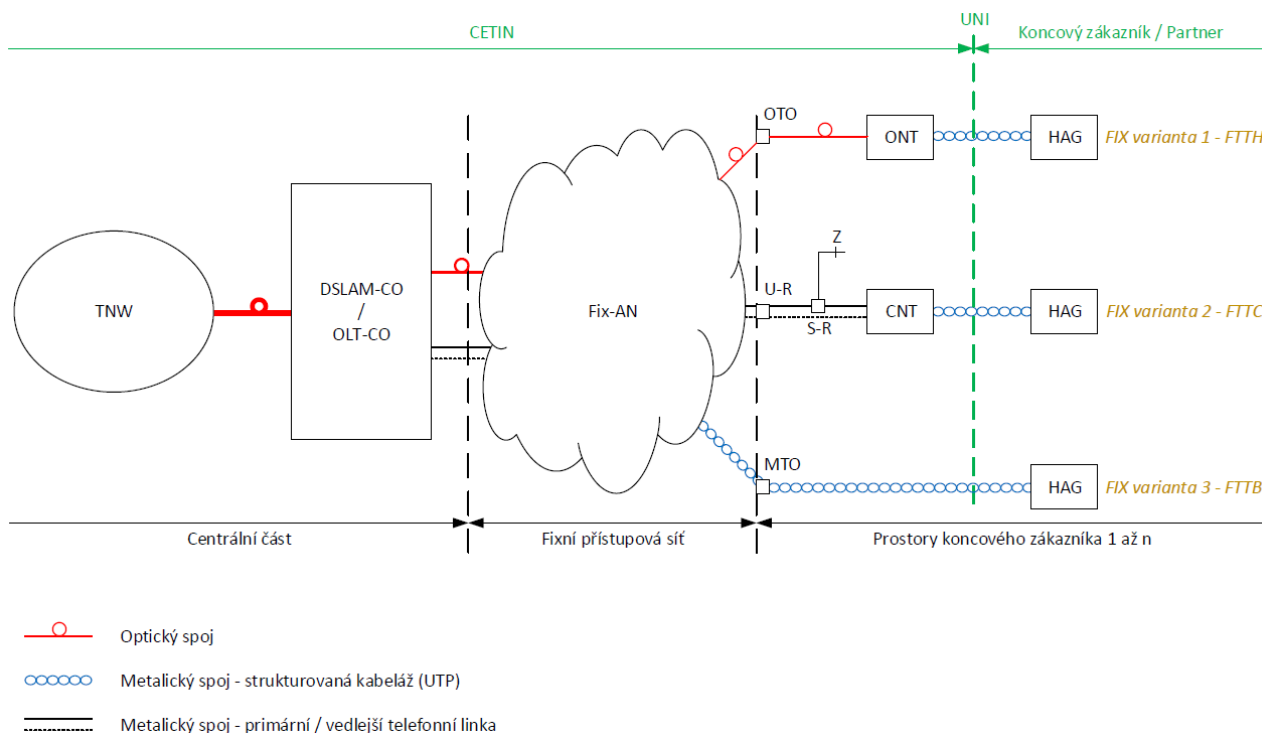 UNI
CETIN
Koncový zákazník / Partner
OTO
ONT
HAG
FIX varianta 1 - FTTH
Z
DSLAM-CO
/
OLT-CO
TNW
Fix-AN
U-R
S-R
CNT
HAG
FIX varianta 2 - FTTC
MTO
HAG
FIX varianta 3 - FTTB
Centrální část
Fixní přístupová síť
Prostory koncového zákazníka 1 až n
Optický spoj
Metalický spoj - strukturovaná kabeláž (UTP)
Metalický spoj - primární / vedlejší telefonní linka